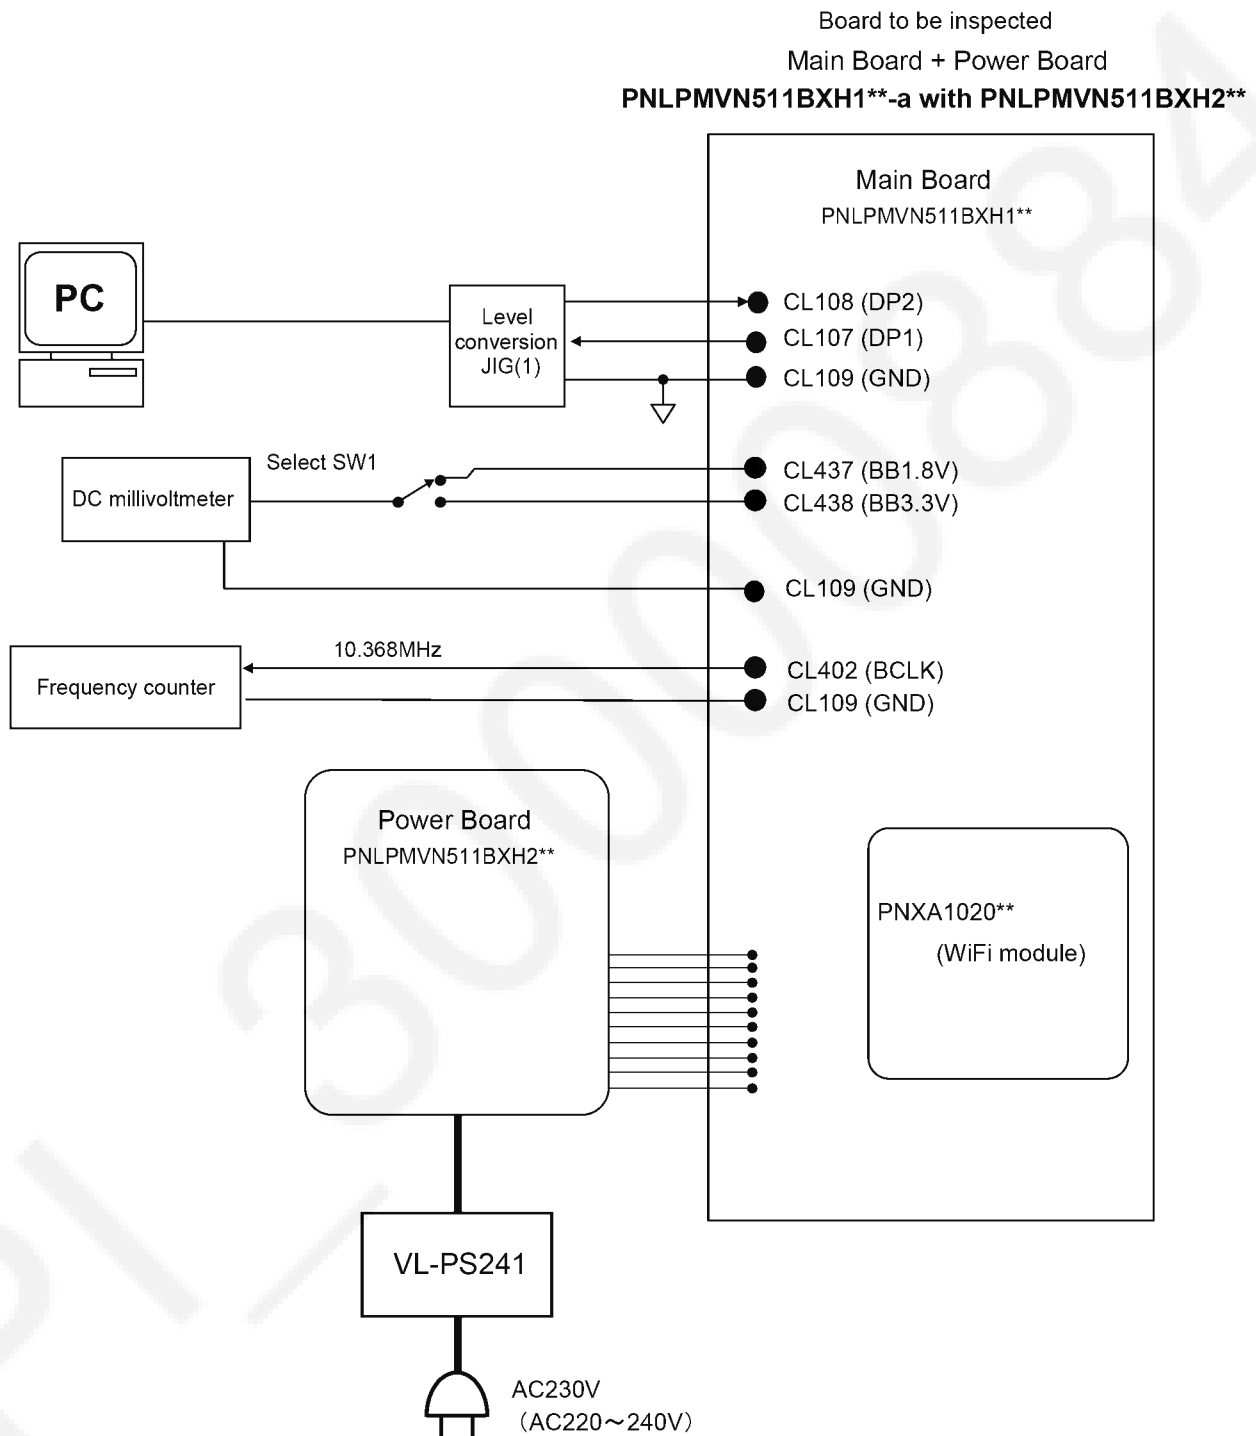 Board to be inspected
Main Board + Power Board
PNLPMVN511BXH1**-a with PNLPMVN511BXH2**
Main Board
PNLPMVN511BXH1**
PC
Level
conversion
JIG(1)
CL108 (DP2)
CL107 (DP1)
CL109 (GND)
Select SW1
DC millivoltmeter
CL437 (BB1.8V)
CL438 (BB3.3V)
CL109 (GND)
10.368MHz
Frequency counter
CL402 (BCLK)
CL109 (GND)
Power Board
PNLPMVN511BXH2**
PNXA1020**
(WiFi module)
VL-PS241
AC230V
（AC220～240V）